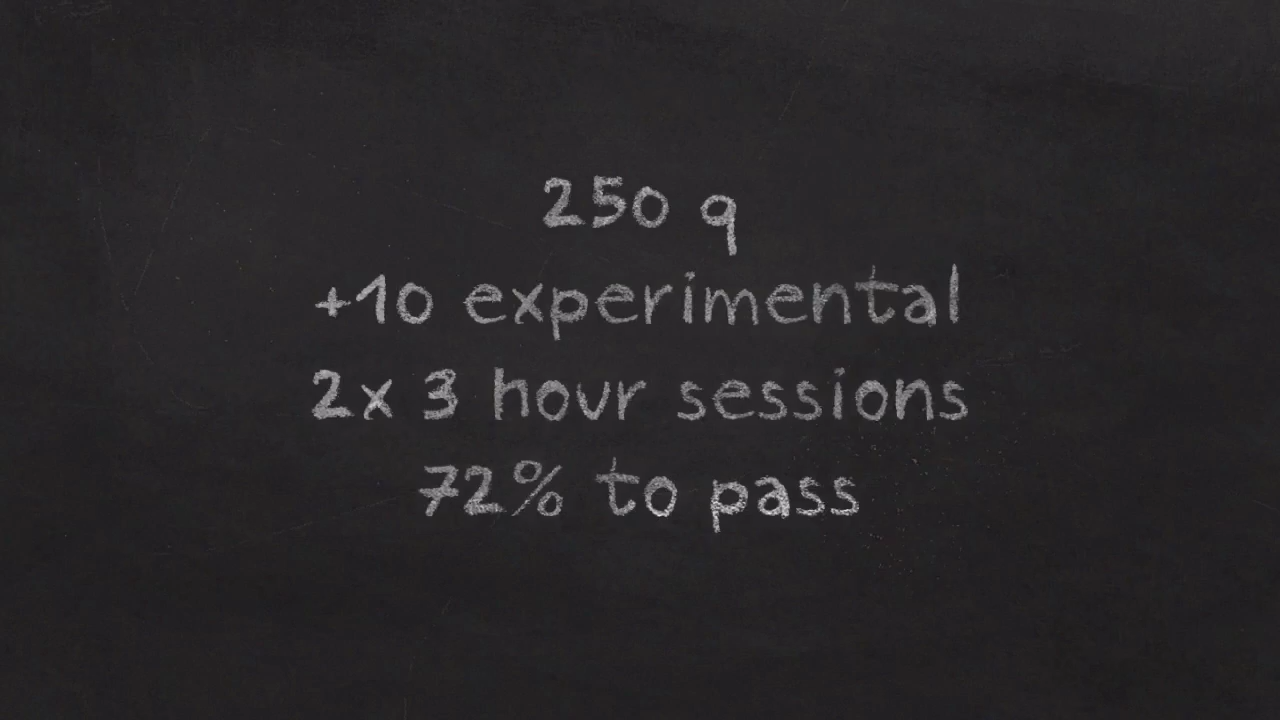 250 q
+10 experimental
2x 3 hour sessions
72% to pass